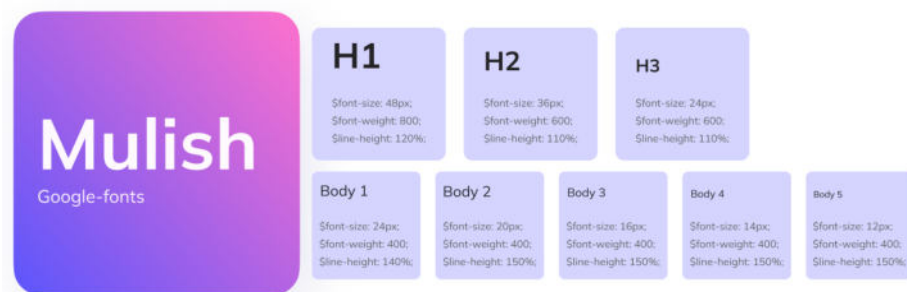 Mulish
Google-fonts
H1
$font-size: 48px;
$font-weight: 800;
$line-height: 120%;
H2
$font-size: 36px;
$font-weight: 600;
$line-height: 110%;
H3
$font-size: 24px;
$font-weight: 600;
$line-height: 110%;
Body 1
$font-size: 24px;
$font-weight: 400;
$line-height: 140%;
Body 2
$font-size: 20px;
$font-weight: 400;
$line-height: 150%;
Body 3
$font-size: 16px;
$font-weight: 400;
$line-height: 150%;
Body 4
$font-size: 14px;
$font-weight: 400;
$line-height: 150%;
Body 5
$font-size: 12px;
$font-weight: 400;
$line-height: 150%;